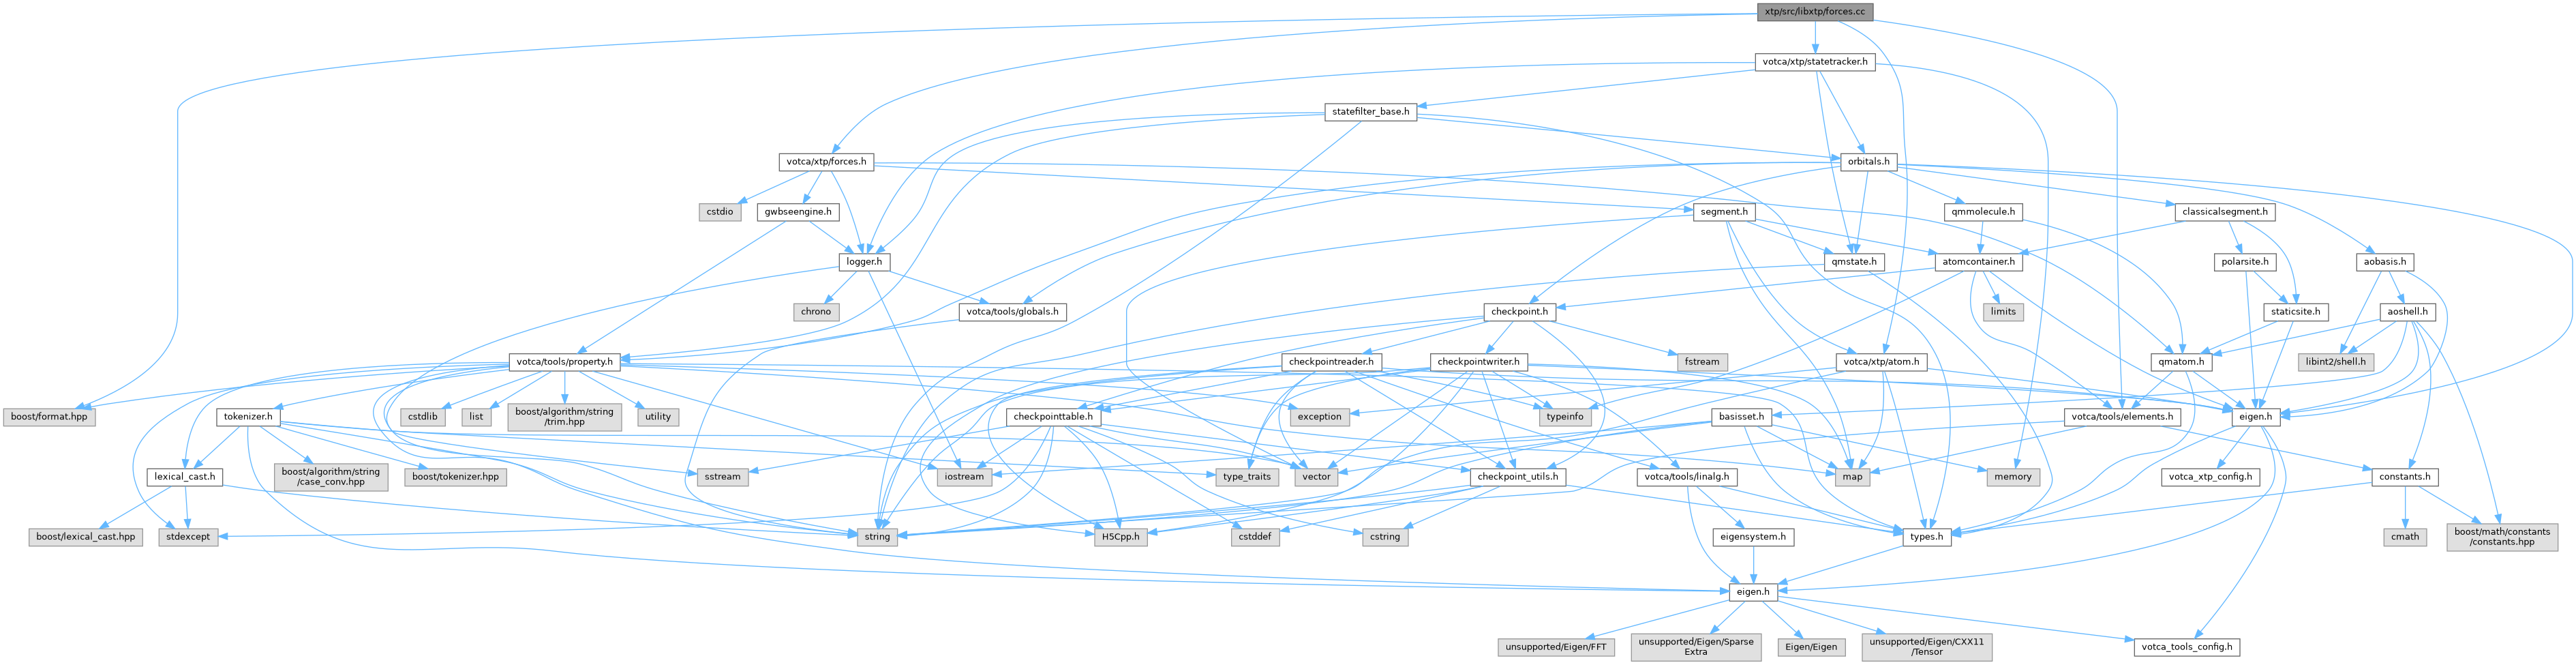 xtp/src/libxtp/forces.cc
votca/xtp/statetracker.h
statefilter_base.h
votca/xtp/forces.h
orbitals.h
cstdio
gwbseengine.h
segment.h
qmmolecule.h
classicalsegment.h
logger.h
qmstate.h
atomcontainer.h
polarsite.h
aobasis.h
chrono
votca/tools/globals.h
checkpoint.h
limits
staticsite.h
aoshell.h
votca/tools/property.h
checkpointreader.h
checkpointwriter.h
fstream
votca/xtp/atom.h
qmatom.h
libint2/shell.h
boost/format.hpp
tokenizer.h
cstdlib
list
boost/algorithm/string
/trim.hpp
utility
checkpointtable.h
exception
typeinfo
basisset.h
votca/tools/elements.h
eigen.h
lexical_cast.h
boost/algorithm/string
/case_conv.hpp
boost/tokenizer.hpp
sstream
iostream
type_traits
vector
checkpoint_utils.h
votca/tools/linalg.h
map
memory
votca_xtp_config.h
constants.h
boost/lexical_cast.hpp
stdexcept
string
H5Cpp.h
cstddef
cstring
eigensystem.h
types.h
cmath
boost/math/constants
/constants.hpp
eigen.h
unsupported/Eigen/FFT
unsupported/Eigen/Sparse
Extra
Eigen/Eigen
unsupported/Eigen/CXX11
/Tensor
votca_tools_config.h